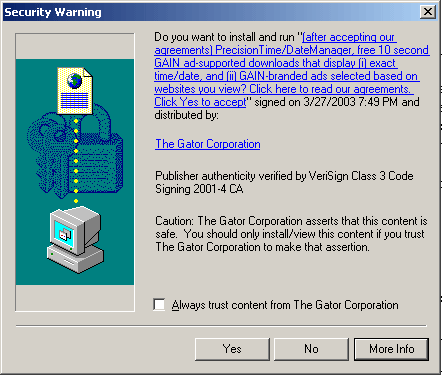 Security Warning
Do you want to install and run "(after accepting our
agreements) PrecisionTime/DateManager, free 10 second
GAIN ad-supported downloads that display (i) exact
time/date, and (ii) GAIN-branded ads selected based on
websites you view? Click here to read our agreements.
Click Yes to accept" signed on 3/27/2003 7:49 PM and
distributed by:
The Gator Corporation
Publisher authenticity verified by VeriSign Class 3 Code
Signing 2001-4 CA
Caution: The Gator Corporation asserts that this content is
safe. You should only install/view this content if you trust
The Gator Corporation to make that assertion.
Always trust content from The Gator Corporation
Yes
No
More Info